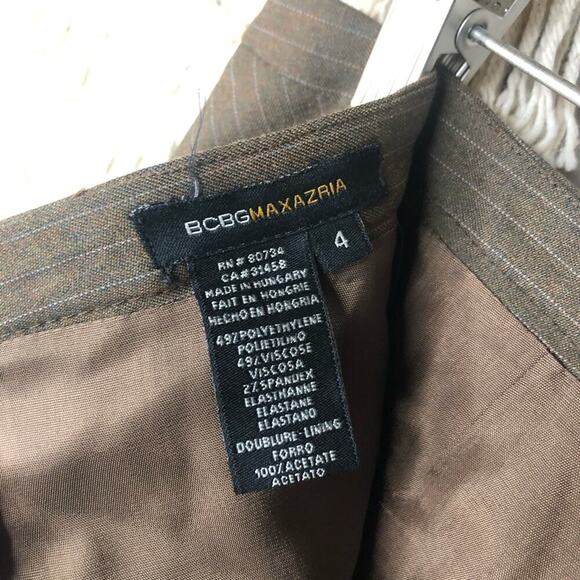 BCBGMAXAZRIA
4
RN# 80734
CA# 31458
MADE IN HUNGARY
FAIT EN HONGRIE
HECHO EN HONGRIA
49% POLYETHYLENE
POLIETILINO
49% VISCOSE
VISCOSA
2% SPANDEX
ELASTHANNE
ELASTANE
ELASTANO
DOUBLURE-LINING
FORRO
100% ACETATE
ACETATO